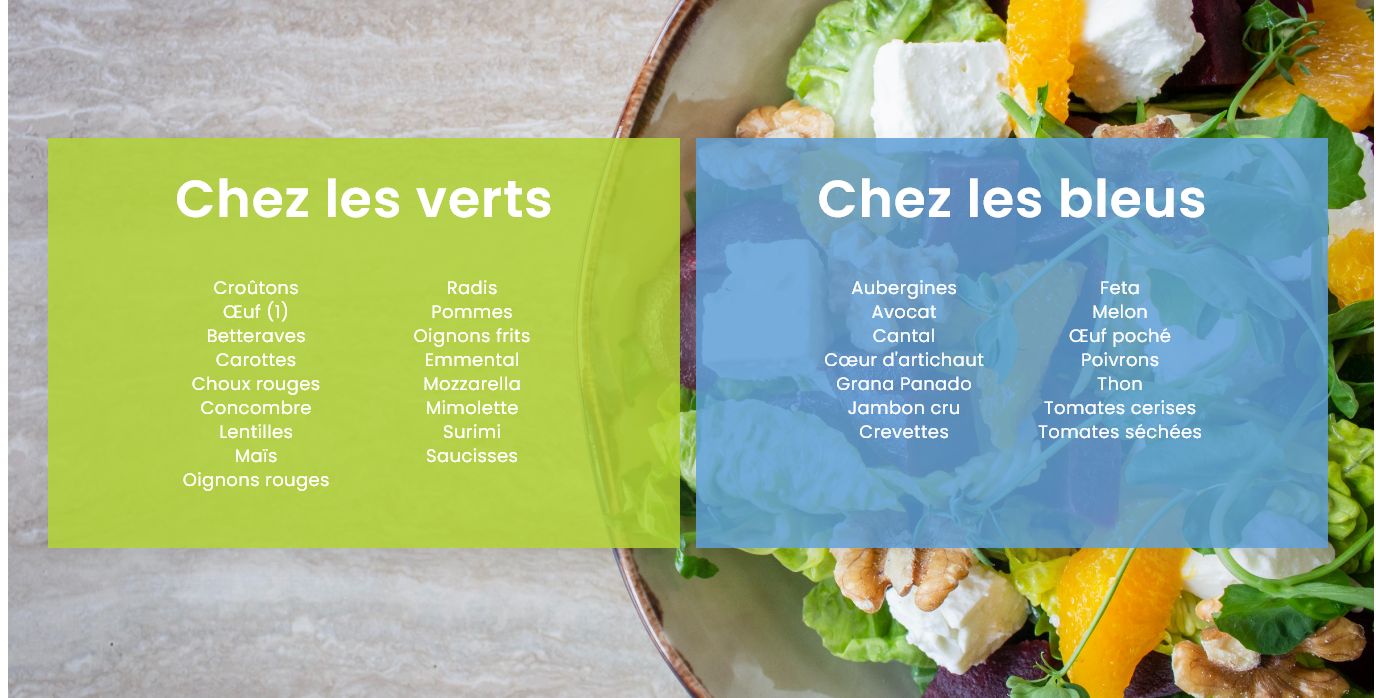 Chez les verts
Croûtons
Œuf (1)
Betteraves
Carottes
Choux rouges
Concombre
Lentilles
Maïs
Oignons rouges
Radis
Pommes
Oignons frits
Emmental
Mozzarella
Mimolette
Surimi
Saucisses
Chez les bleus
Aubergines
Avocat
Cantal
Cœur d'artichaut
Grana Panado
Jambon cru
Crevettes
Feta
Melon
Œuf poché
Poivrons
Thon
Tomates cerises
Tomates séchées